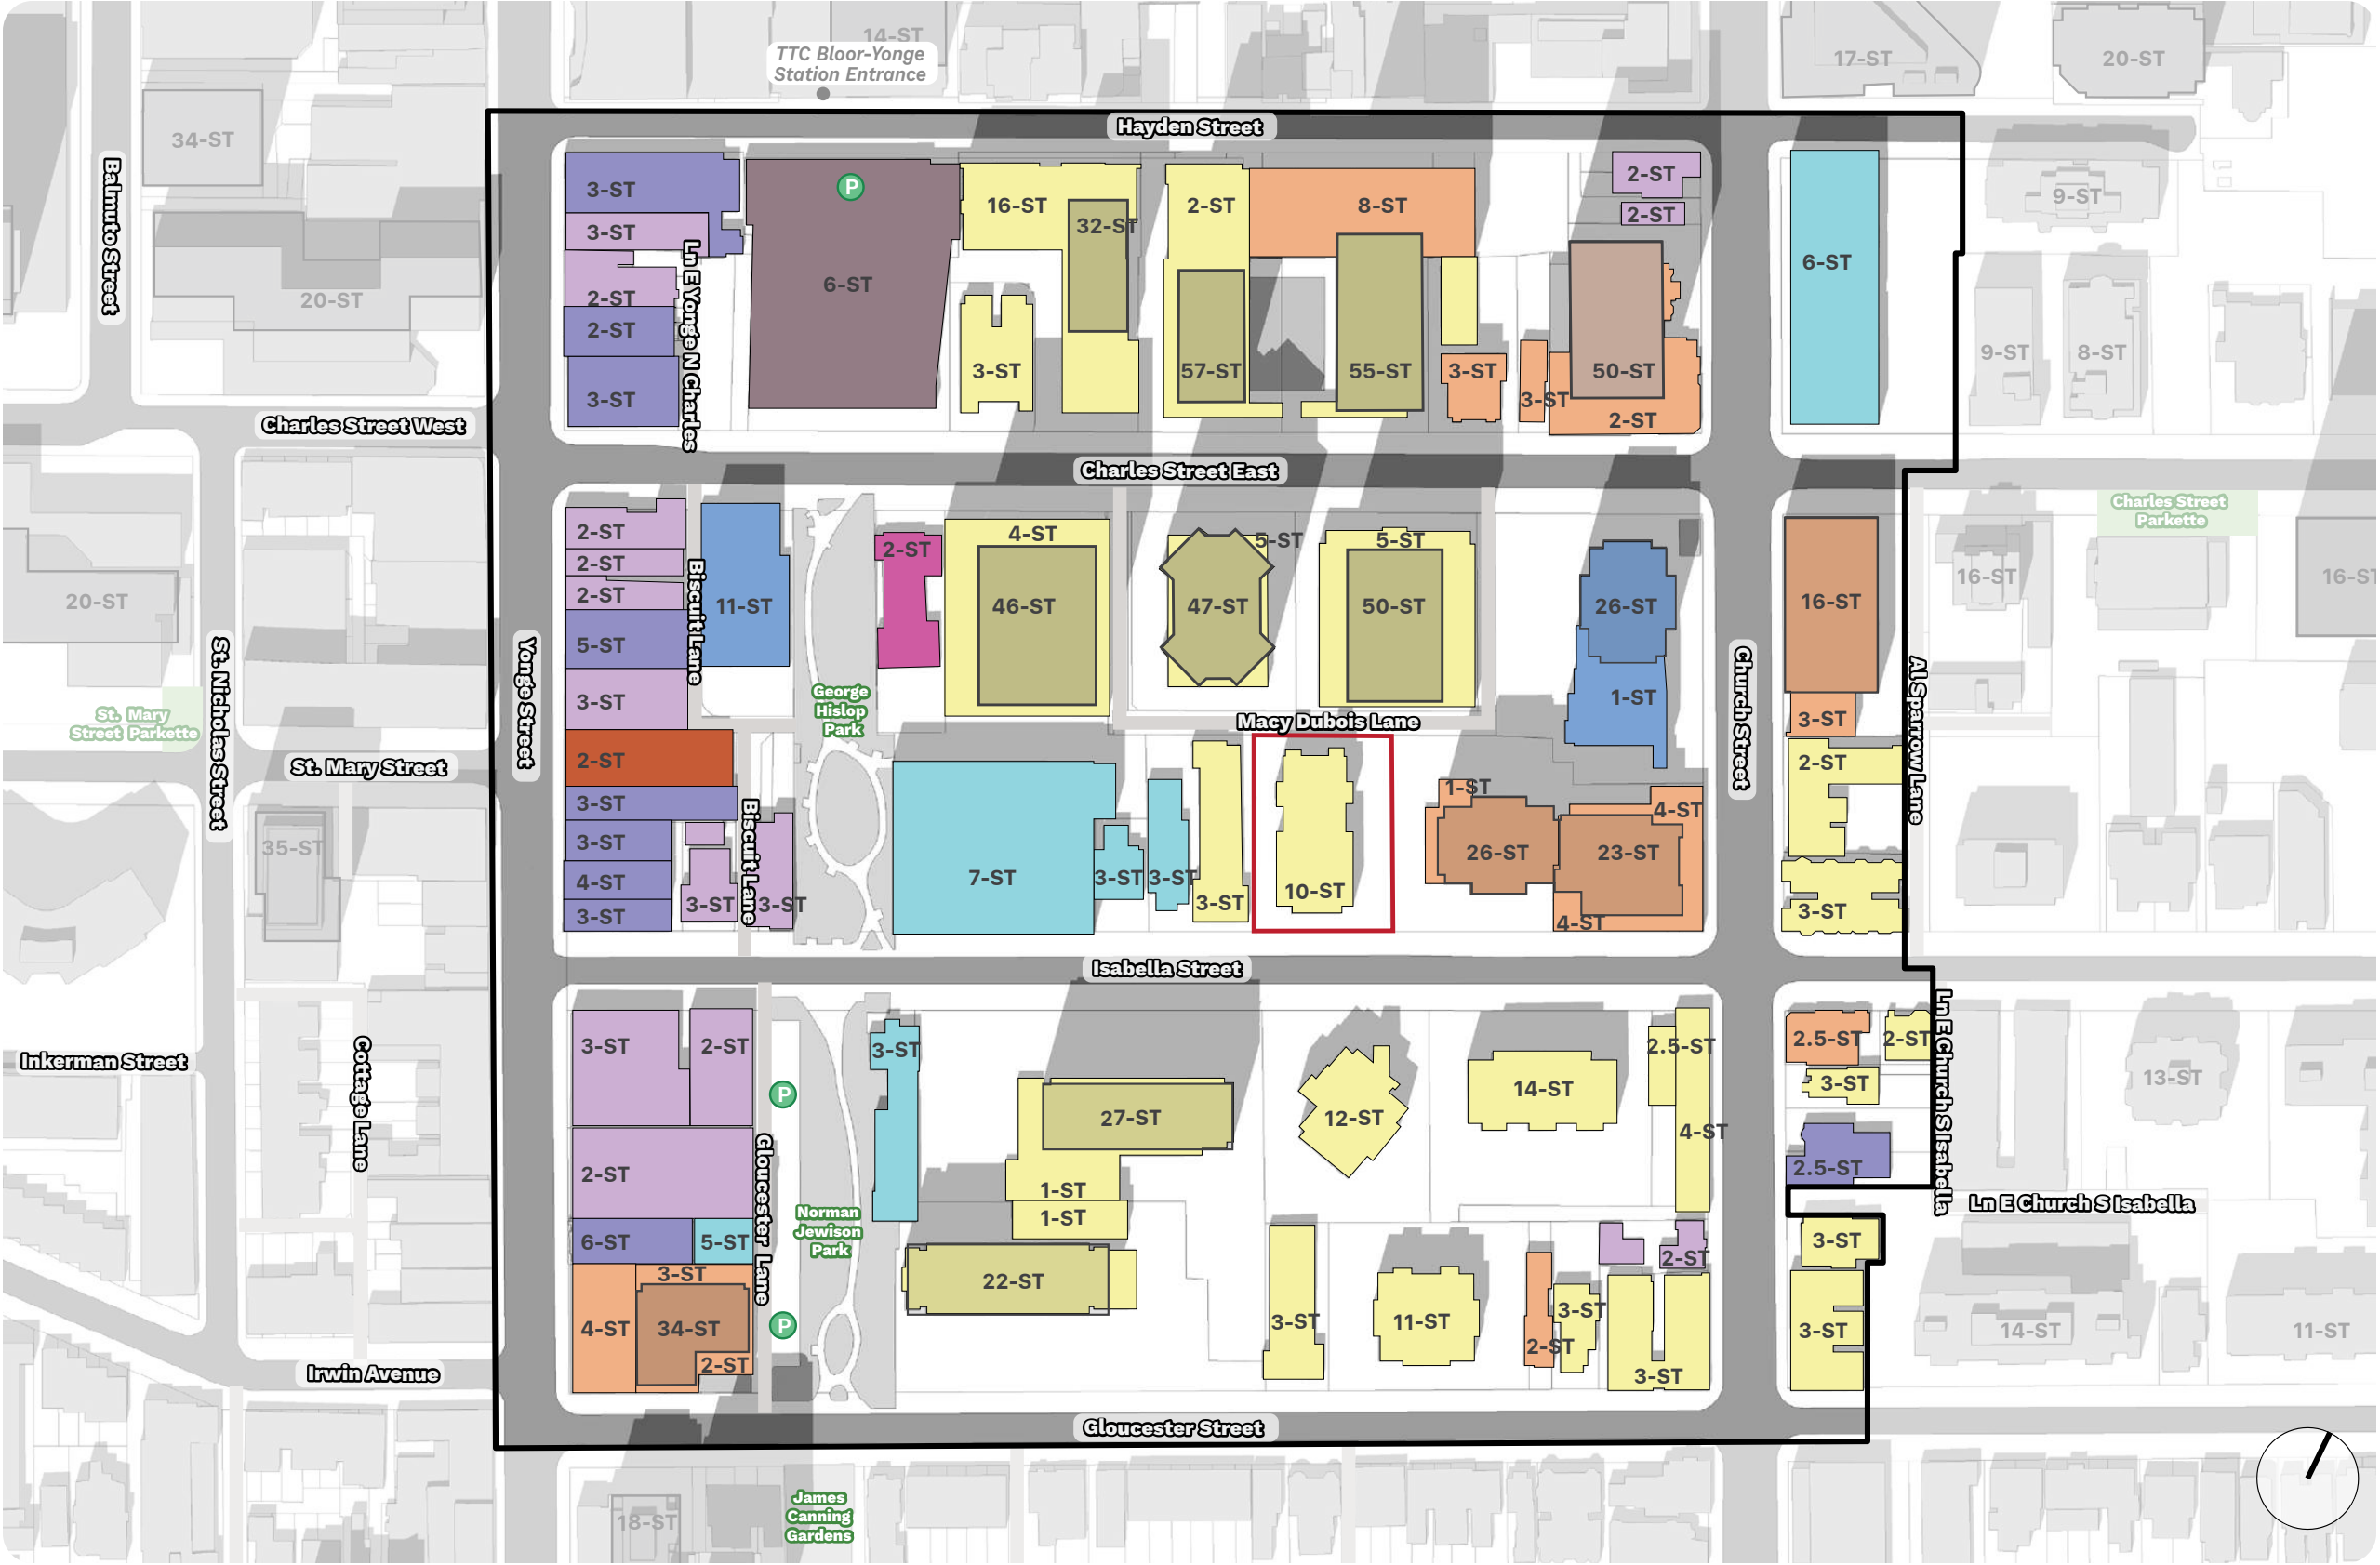 14-ST
TTC Bloor-Yonge
Station Entrance
17-ST
20-ST
34-ST
Hayden Street
Balmuto Street
3-ST
P
2-ST
9-ST
16-ST
2-ST
8-ST
2-ST
3-ST
32-ST
6-ST
Ln E Yonge N Charles
6-ST
20-ST
2-ST
2-ST
9-ST
8-ST
3-ST
57-ST
55-ST
3-ST
50-ST
3-ST
3-ST
2-ST
Charles Street West
Charles Street East
Charles Street
Parkette
2-ST
4-ST
5-ST
5-ST
2-ST
2-ST
Biscuit Lane
16-ST
16-ST
2-ST
20-ST
11-ST
46-ST
47-ST
50-ST
26-ST
16-ST
5-ST
St. Nicholas Street
Yonge Street
Church Street
Al Sparrow Lane
George
Hislop
Park
3-ST
1-ST
St. Mary
Street Parkette
Macy Dubois Lane
3-ST
2-ST
2-ST
St. Mary Street
1-ST
3-ST
Biscuit Lane
4-ST
3-ST
35-ST
26-ST
23-ST
4-ST
7-ST
3-ST
3-ST
10-ST
3-ST
3-ST
3-ST
3-ST
3-ST
4-ST
Isabella Street
Ln E Church S Isabella
3-ST
2-ST
3-ST
2.5-ST
2.5-ST
2-ST
Cottage Lane
Inkerman Street
P
14-ST
3-ST
13-ST
27-ST
12-ST
4-ST
Gloucester Lane
2-ST
2.5-ST
1-ST
Ln E Church S Isabella
Norman
Jewison
Park
1-ST
6-ST
5-ST
3-ST
2-ST
3-ST
22-ST
3-ST
4-ST
34-ST
P
3-ST
11-ST
3-ST
14-ST
11-ST
2-ST
2-ST
Irwin Avenue
3-ST
Gloucester Street
James
Canning
Gardens
18-ST